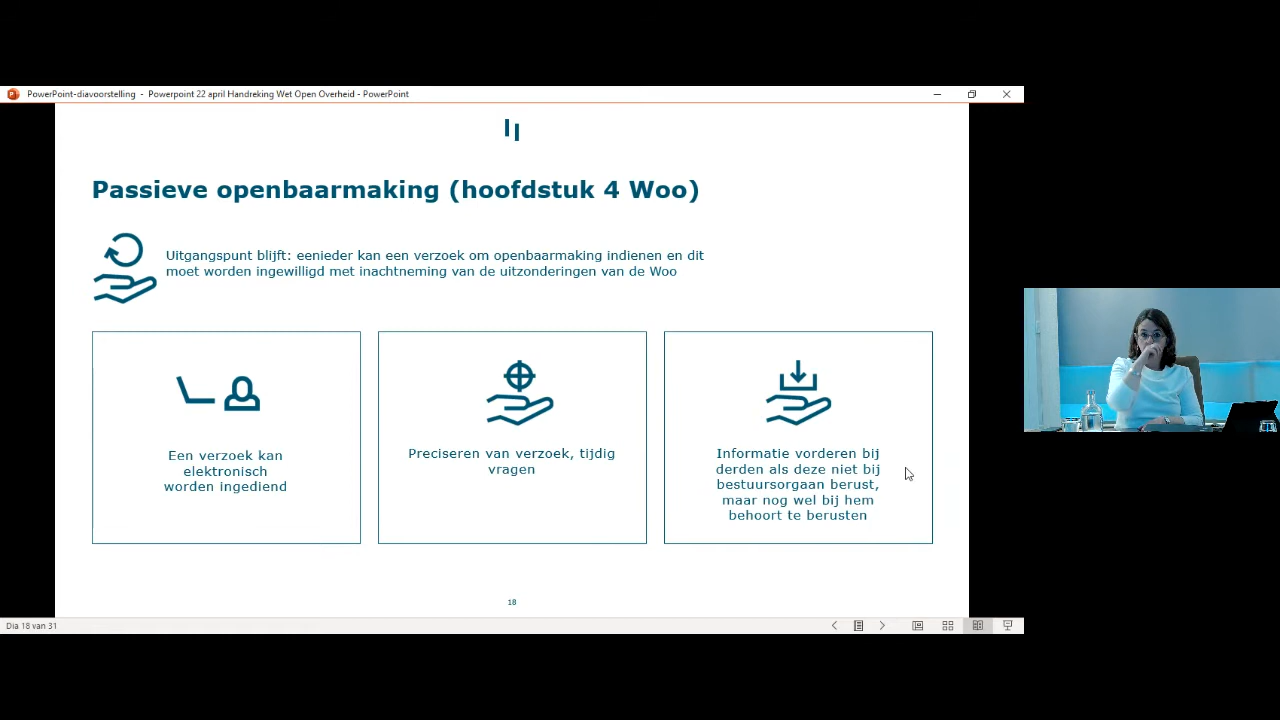 PowerPoint-diavoorstelling - Powerpoint 22 april Handreking Wet Open Overheid - PowerPoint
Passieve openbaarmaking (hoofdstuk 4 Woo)
Uitgangspunt blijft: eenieder kan een verzoek om openbaarmaking indienen en dit
moet worden ingewilligd met inachtneming van de uitzonderingen van de Woo
Een verzoek kan
elektronisch
worden ingediend
Preciseren van verzoek, tijdig
vragen
Informatie vorderen bij
derden als deze niet bij
bestuursorgaan berust,
maar nog wel bij hem
behoort te berusten
18
Dia 18 van 31